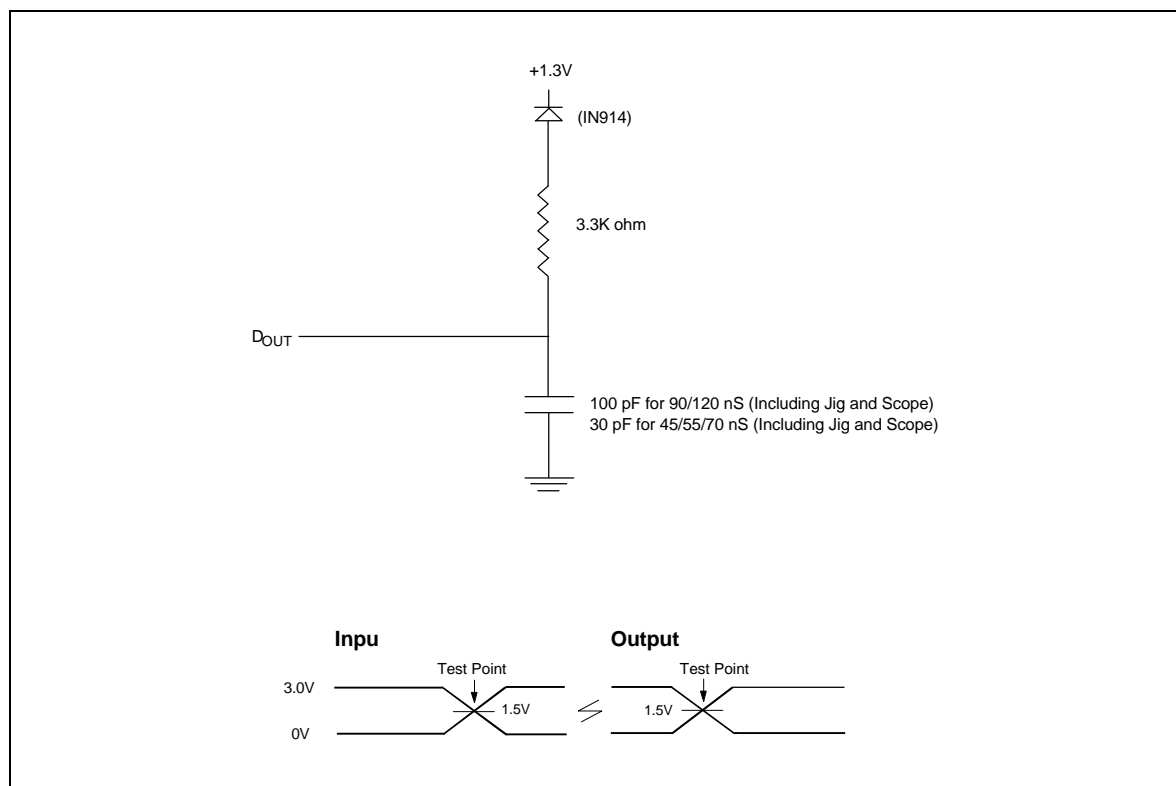 +1.3V
(IN914)
3.3K ohm
DOUT
100 pF for 90/120 nS (Including Jig and Scope)
30 pF for 45/55/70 nS (Including Jig and Scope)
Inpu
Output
Test Point
Test Point
3.0V
1.5V
1.5V
0V